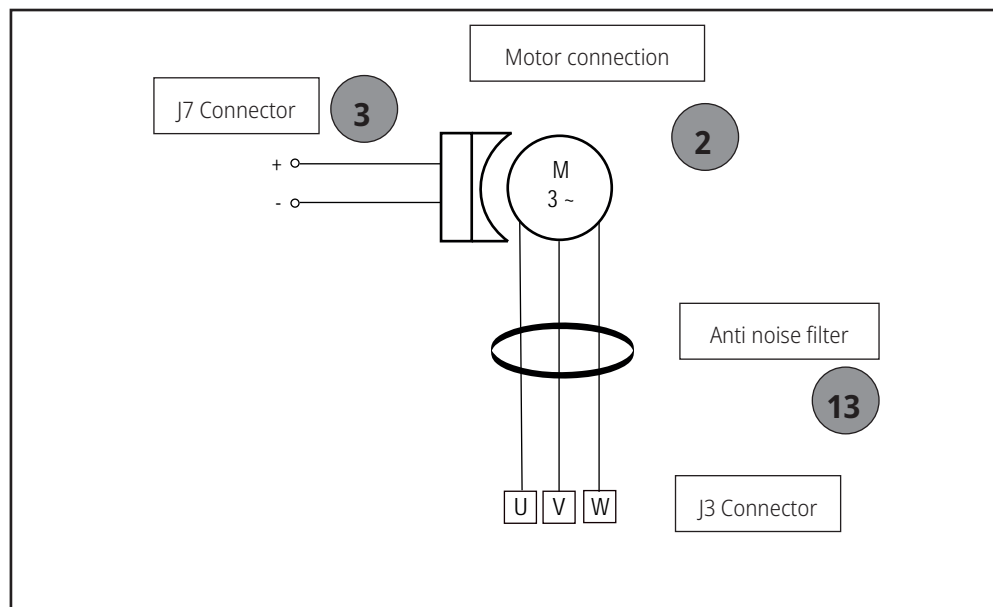 Motor connection
J7 Connector
3
2
+
-
M
3 ~
Anti noise filter
13
U V W
J3 Connector